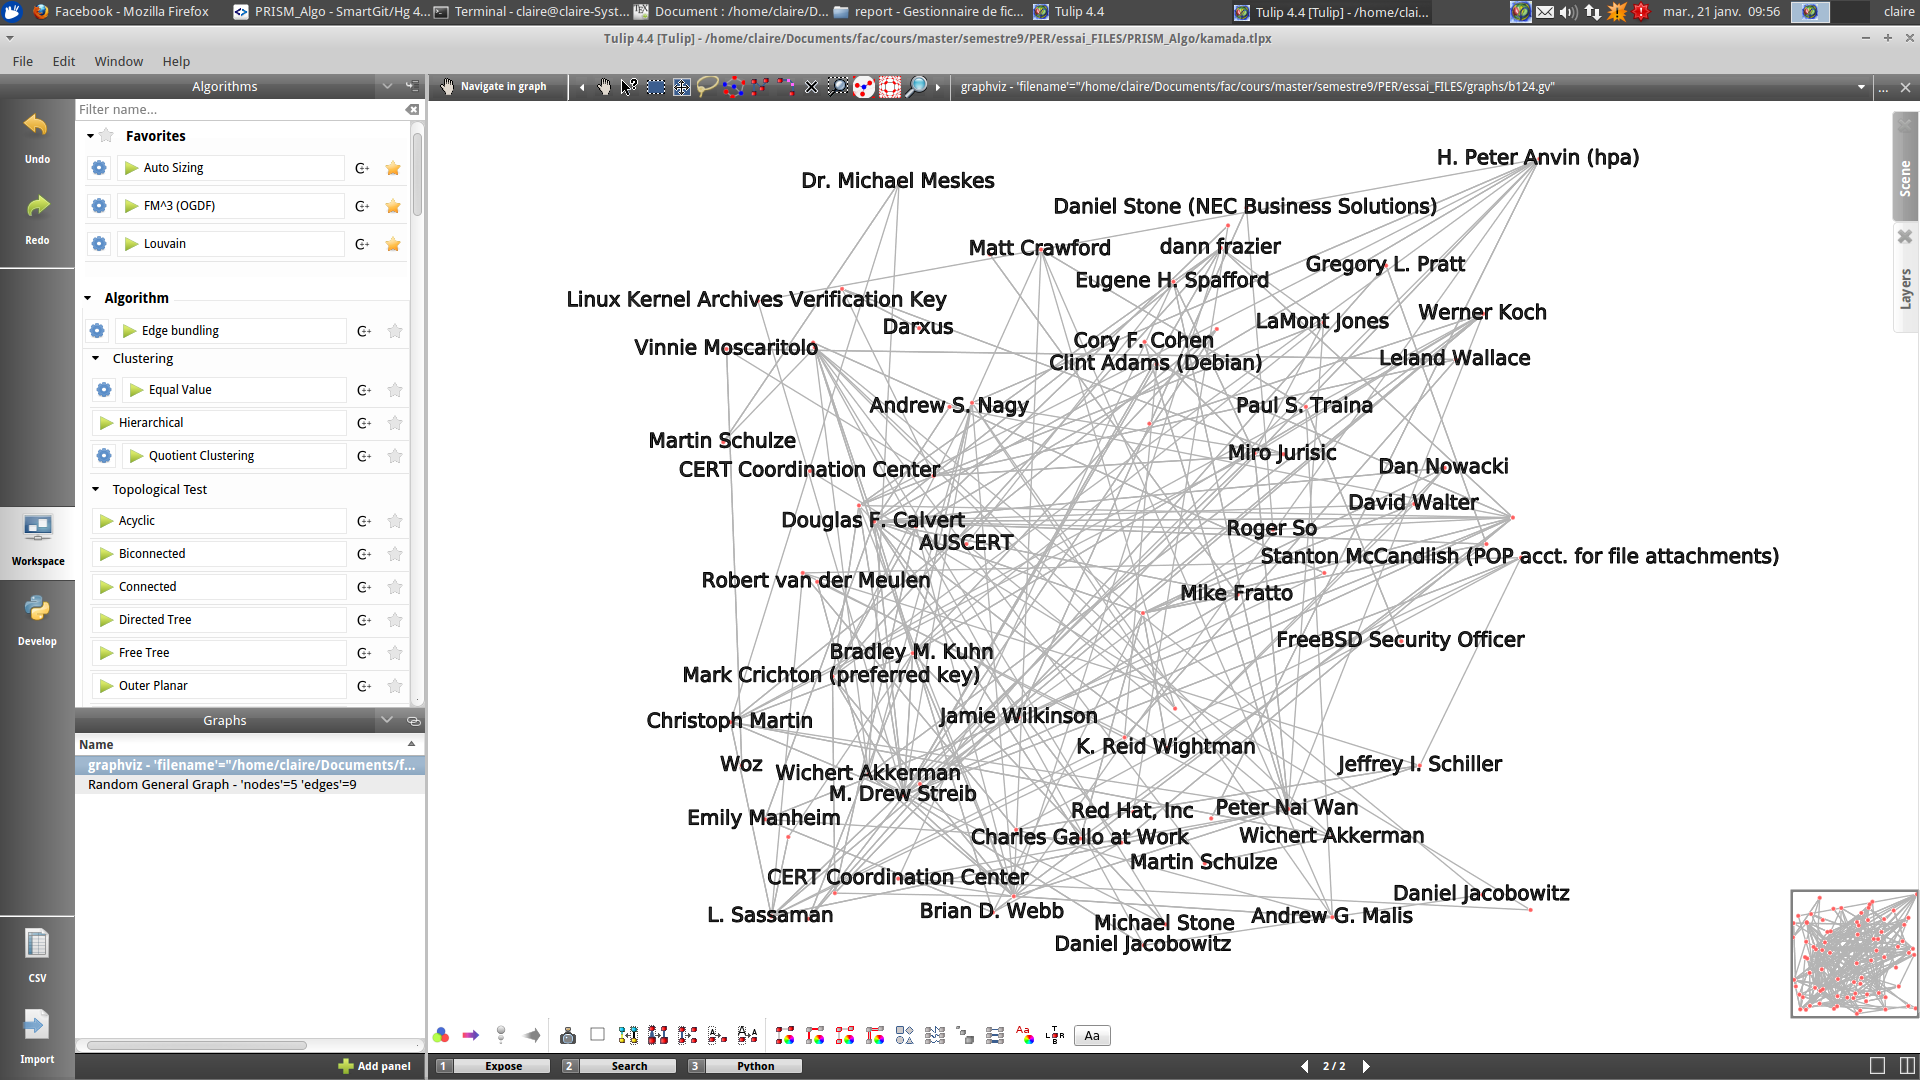 Facebook - Mozilla Firefox
PRISM_Algo - SmartGit/Hg 4...
Terminal - claire@claire-Syst...
Document : /home/claire/D...
report - Gestionnaire de fic...
Tulip 4.4
Tulip 4.4 [Tulip] - /home/clai...
mar., 21 janv. 09:56
claire
Tulip 4.4 [Tulip] - /home/claire/Documents/fac/cours/master/semestre9/PER/essai_FILES/PRISM_Algo/kamada.tlpx
File Edit Window Help
Algorithms
Navigate in graph
graphviz - 'filename'="/home/claire/Documents/fac/cours/master/semestre9/PER/essai_FILES/graphs/b124.gv"
...
Undo
Redo
Workspace
Develop
CSV
Import
Filter name...
Favorites
Auto Sizing
FM^3 (OGDF)
Louvain
Algorithm
Edge bundling
Clustering
Equal Value
Hierarchical
Quotient Clustering
Topological Test
Acyclic
Biconnected
Connected
Directed Tree
Free Tree
Outer Planar
Graphs
Name
graphviz - 'filename'="/home/claire/Documents/f...
Random General Graph - 'nodes'=5 'edges'=9
Add panel
Scene
Layers
H. Peter Anvin (hpa)
Dr. Michael Meskes
Daniel Stone (NEC Business Solutions)
Matt Crawford
dann frazier
Gregory L. Pratt
Eugene H. Spafford
Linux Kernel Archives Verification Key
Werner Koch
Darxus
LaMont Jones
Cory F. Cohen
Vinnie Moscaritolo
Clint Adams (Debian)
Leland Wallace
Andrew S. Nagy
Paul S. Traina
Martin Schulze
Miro Jurisic
CERT Coordination Center
Dan Nowacki
David Walter
Douglas F. Calvert
Roger So
AUSCERT
Stanton McCandlish (POP acct. for file attachments)
Robert van der Meulen
Mike Fratto
FreeBSD Security Officer
Bradley M. Kuhn
Mark Crichton (preferred key)
Christoph Martin
Jamie Wilkinson
K. Reid Wightman
Woz
Wichert Akkerman
Jeffrey I. Schiller
M. Drew Streib
Red Hat, Inc
Peter Nai Wan
Emily Manheim
Charles Gallo at Work
Wichert Akkerman
Martin Schulze
CERT Coordination Center
Daniel Jacobowitz
L. Sassaman
Brian D. Webb
Michael Stone
Andrew G. Malis
Daniel Jacobowitz
Aa
1 Expose
2 Search
3 Python
2 / 2